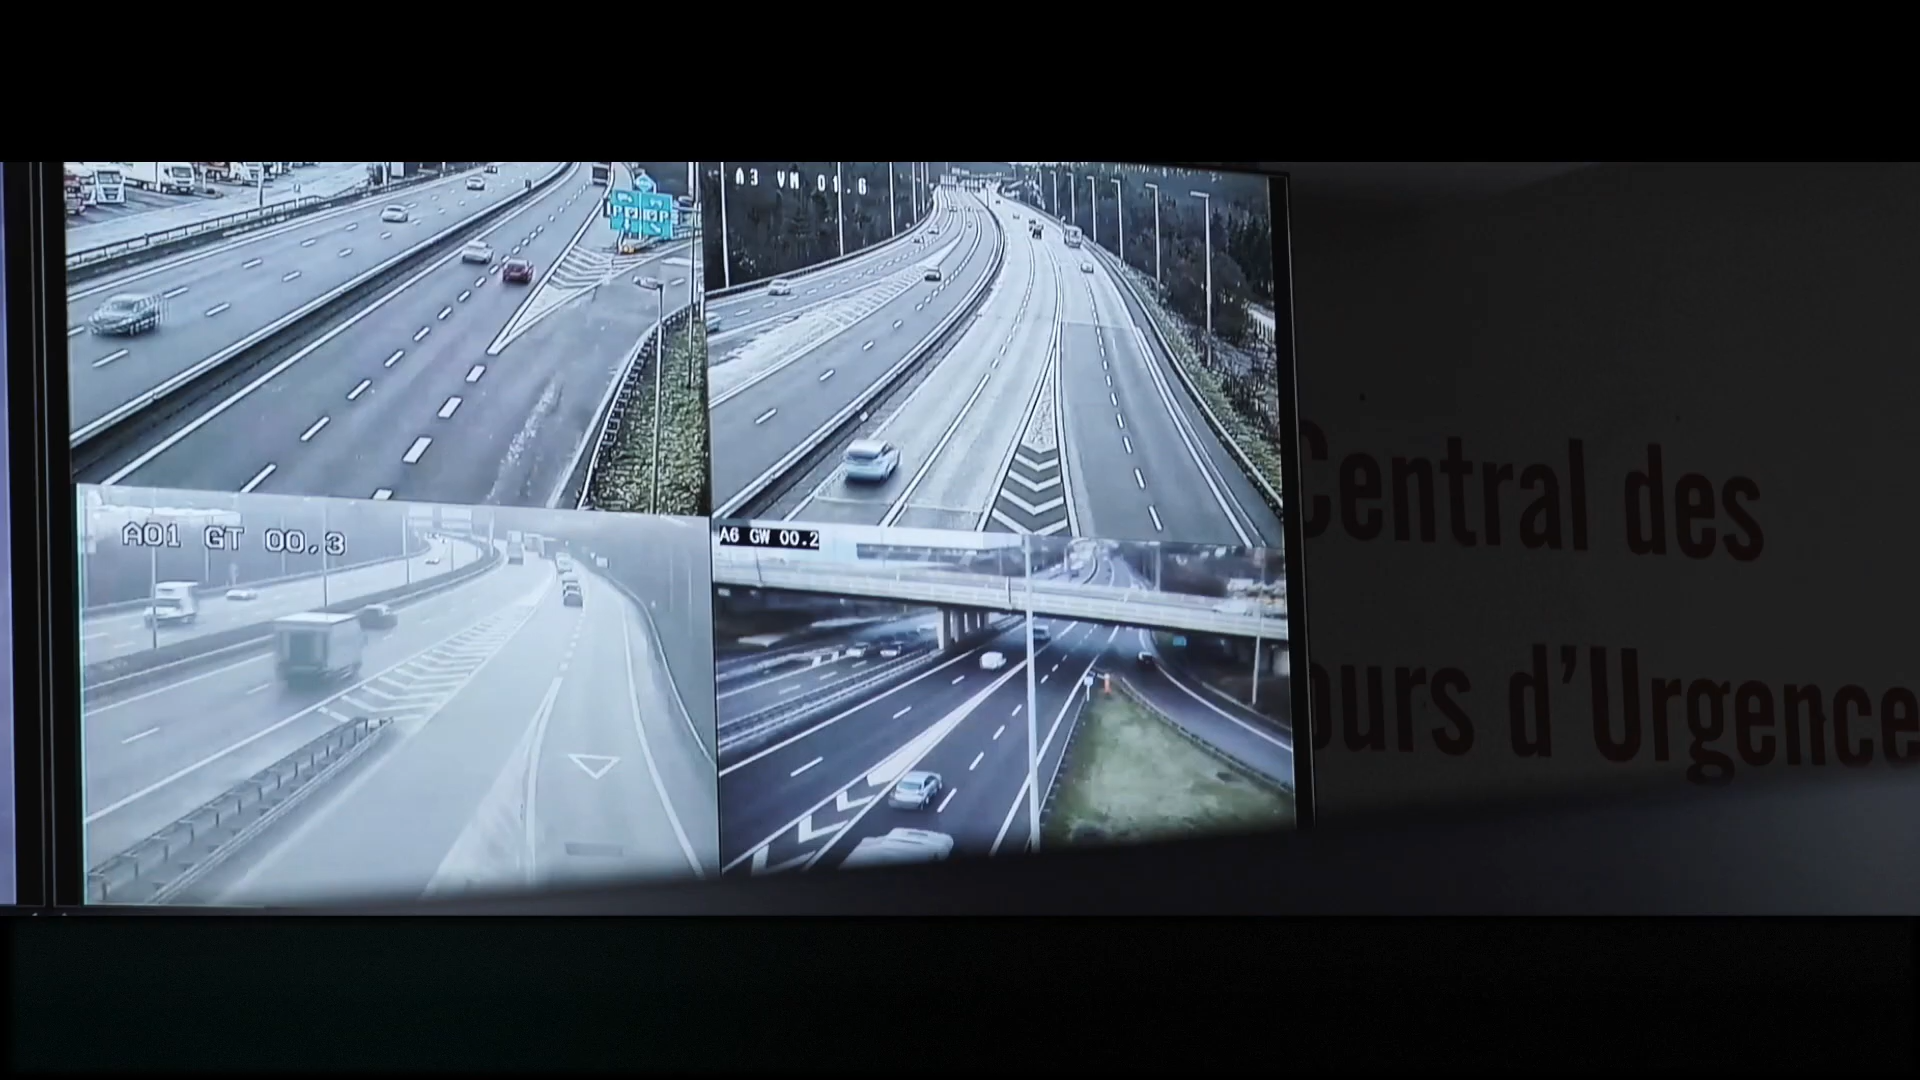 A3 VM 01.6
A01 GT 00.3
A6 GW 00.2
Central des
ours d'Urgence